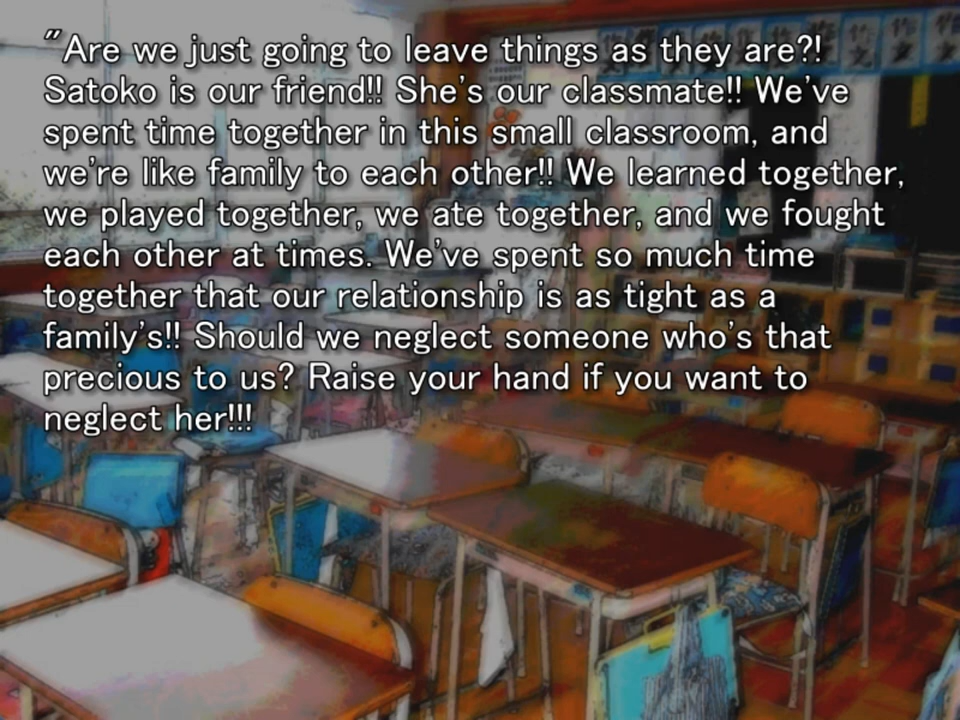 "Are we just going to leave things as they are?!
Satoko is our friend!! She's our classmate!! We've
spent time together in this small classroom, and
we're like family to each other!! We learned together,
we played together, we ate together, and we fought
each other at times. We've spent so much time
together that our relationship is as tight as a
family's!! Should we neglect someone who's that
precious to us? Raise your hand if you want to
neglect her!!!